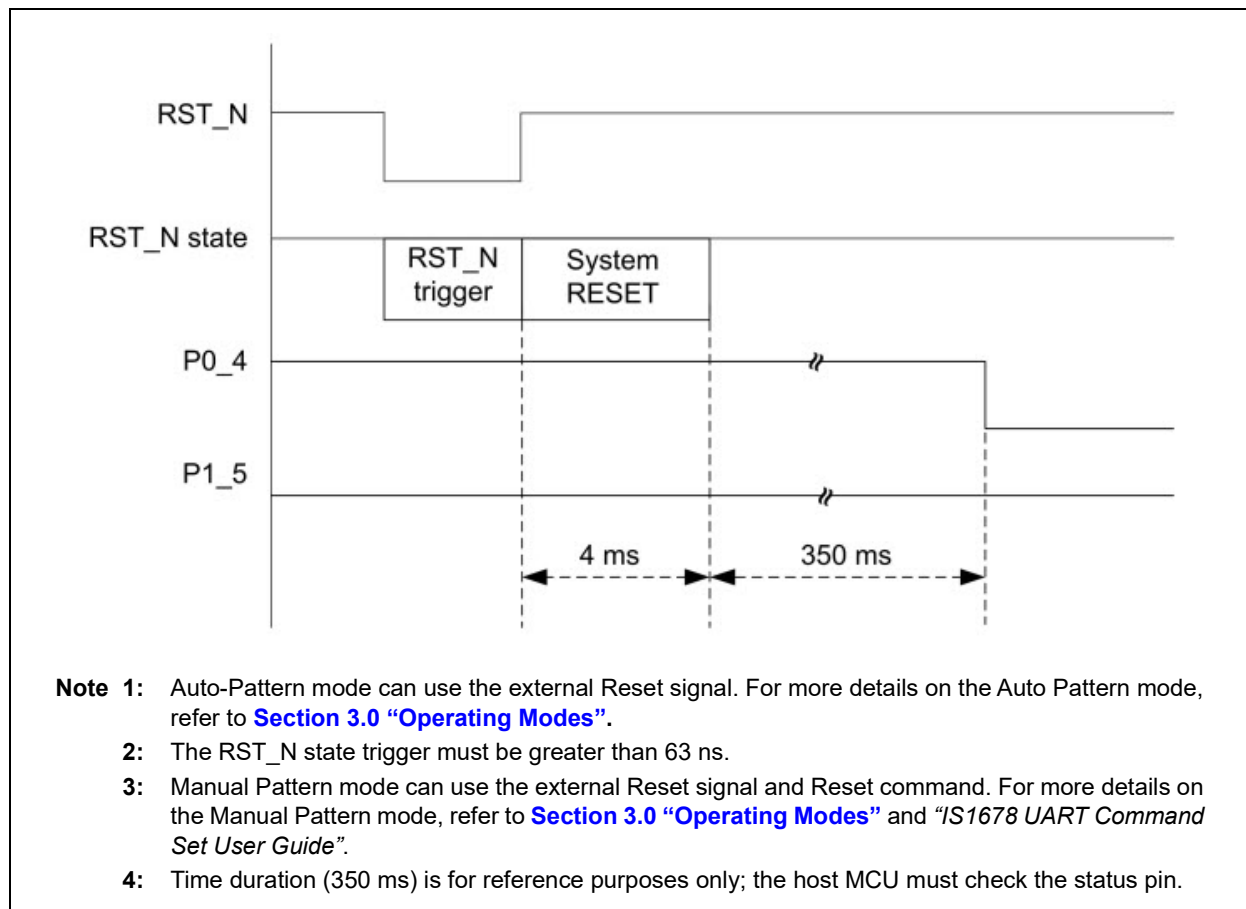 RST_N
RST_N state
RST_N
trigger
System
RESET
P0_4
P1_5
4 ms
350 ms
Note 1: Auto-Pattern mode can use the external Reset signal. For more details on the Auto Pattern mode,
refer to Section 3.0 “Operating Modes”.
2: The RST_N state trigger must be greater than 63 ns.
3: Manual Pattern mode can use the external Reset signal and Reset command. For more details on
the Manual Pattern mode, refer to Section 3.0 “Operating Modes” and “IS1678 UART Command
Set User Guide”.
4: Time duration (350 ms) is for reference purposes only; the host MCU must check the status pin.